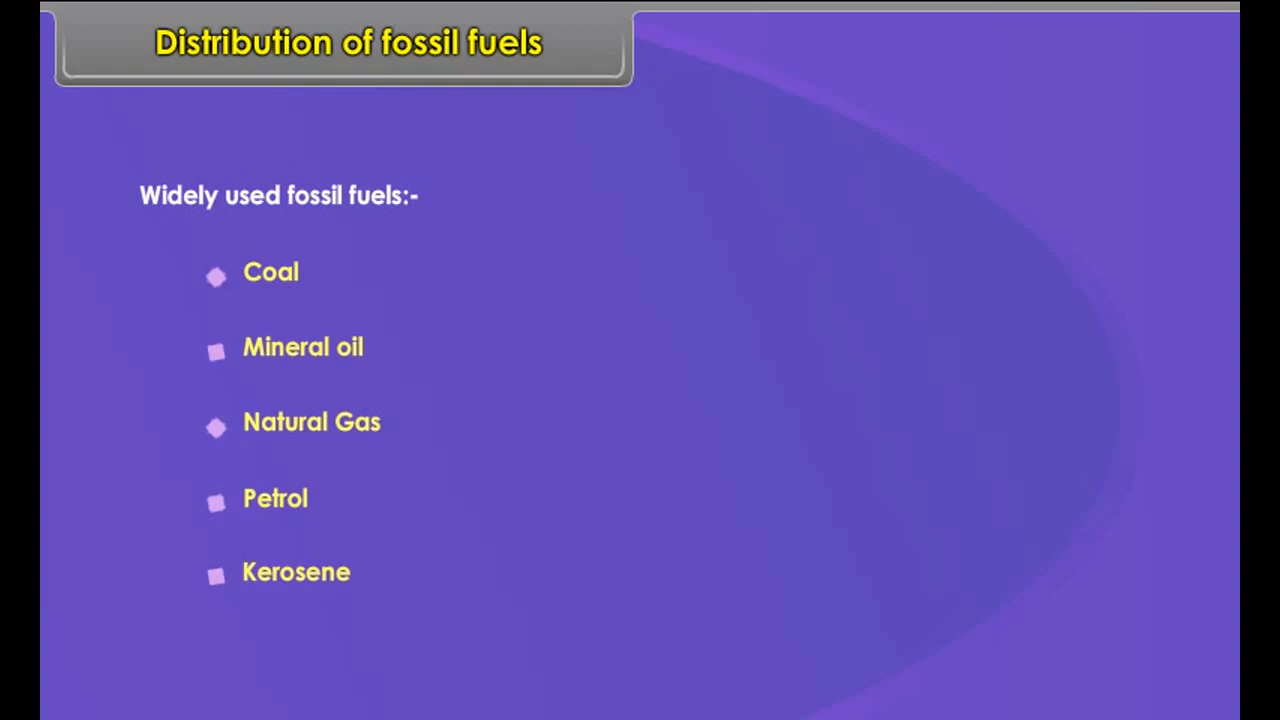 Distribution of fossil fuels
Widely used fossil fuels:-
Coal
Mineral oil
Natural Gas
Petrol
Kerosene